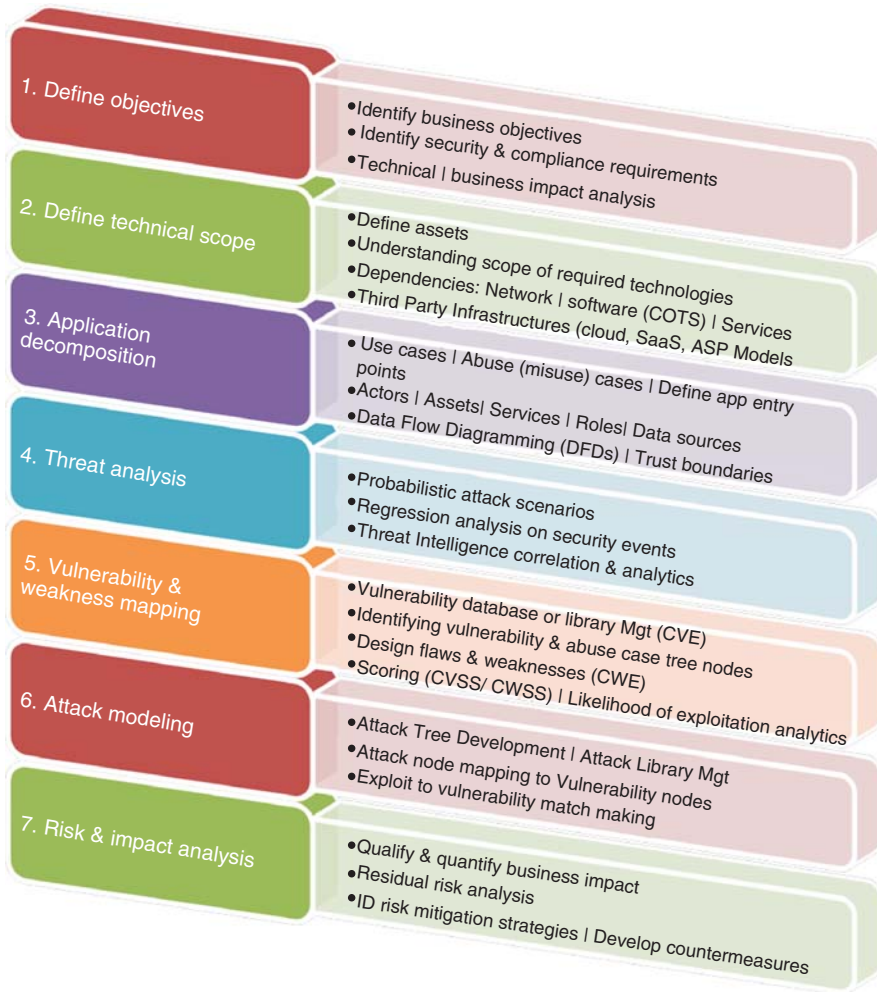 1. Define objectives
•Identify business objectives
• Identify security & compliance requirements
•Technical | business impact analysis
2. Define technical scope
•Define assets
•Understanding scope of required technologies
•Dependencies: Network | software (COTS) | Services
•Third Party Infrastructures (cloud, SaaS, ASP Models
3. Application
decomposition
• Use cases | Abuse (misuse) cases | Define app entry
points
•Actors | Assets| Services | Roles| Data sources
•Data Flow Diagramming (DFDs) | Trust boundaries
4. Threat analysis
•Probabilistic attack scenarios
•Regression analysis on security events
•Threat Intelligence correlation & analytics
5. Vulnerability &
weakness mapping
•Vulnerability database or library Mgt (CVE)
•Identifying vulnerability & abuse case tree nodes
•Design flaws & weaknesses (CWE)
•Scoring (CVSS/ CWSS) | Likelihood of exploitation analytics
6. Attack modeling
•Attack Tree Development | Attack Library Mgt
•Attack node mapping to Vulnerability nodes
•Exploit to vulnerability match making
7. Risk & impact analysis
•Qualify & quantify business impact
•Residual risk analysis
•ID risk mitigation strategies | Develop countermeasures